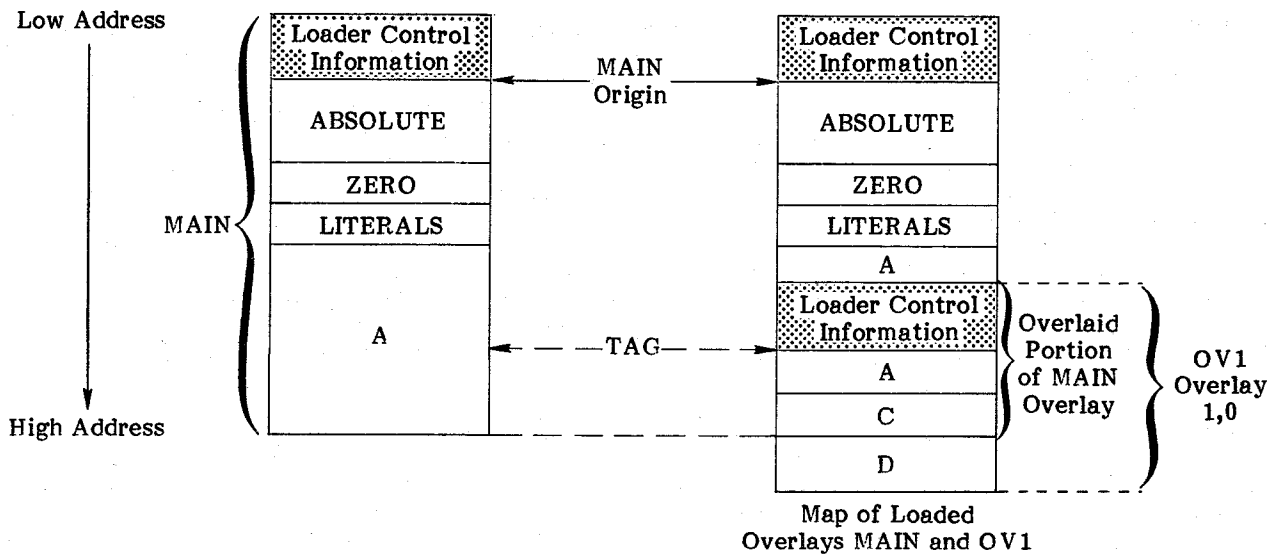 Low Address
High Address
MAIN
Loader Control
Information
ABSOLUTE
ZERO
LITERALS
A
MAIN
Origin
TAG
Loader Control
Information
ABSOLUTE
ZERO
LITERALS
A
Loader Control
Information
A
C
D
Overlaid
Portion
of MAIN
Overlay
OV1
Overlay
1,0
Map of Loaded
Overlays MAIN and OV1